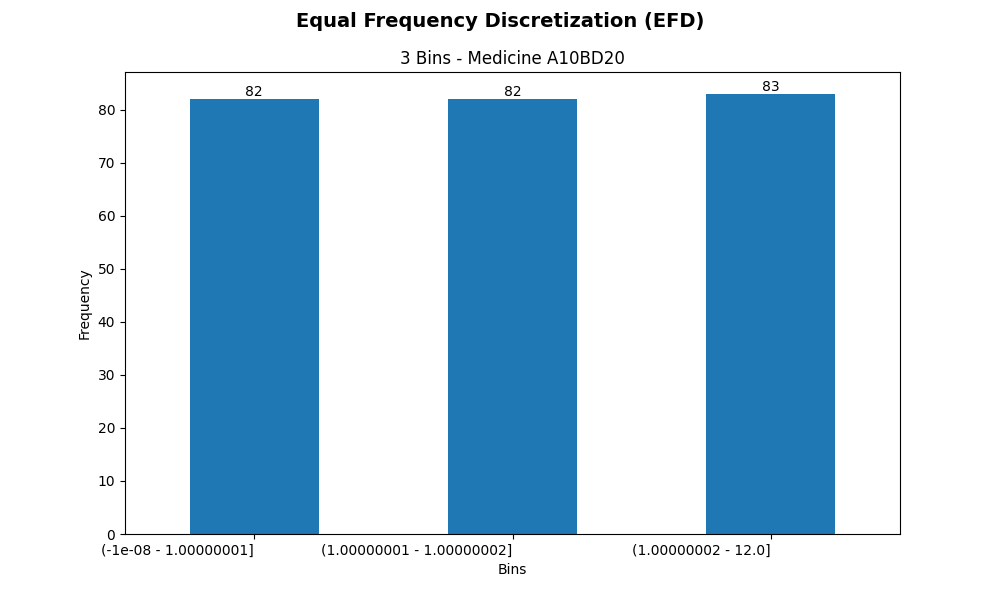 Equal Frequency Discretization (EFD)
3 Bins - Medicine A10BD20
82
82
83
80
70
60
50
40
30
20
10
0
Frequency
(-1e-08 - 1.00000001]
(1.00000001 - 1.00000002]
(1.00000002 - 12.0]
Bins